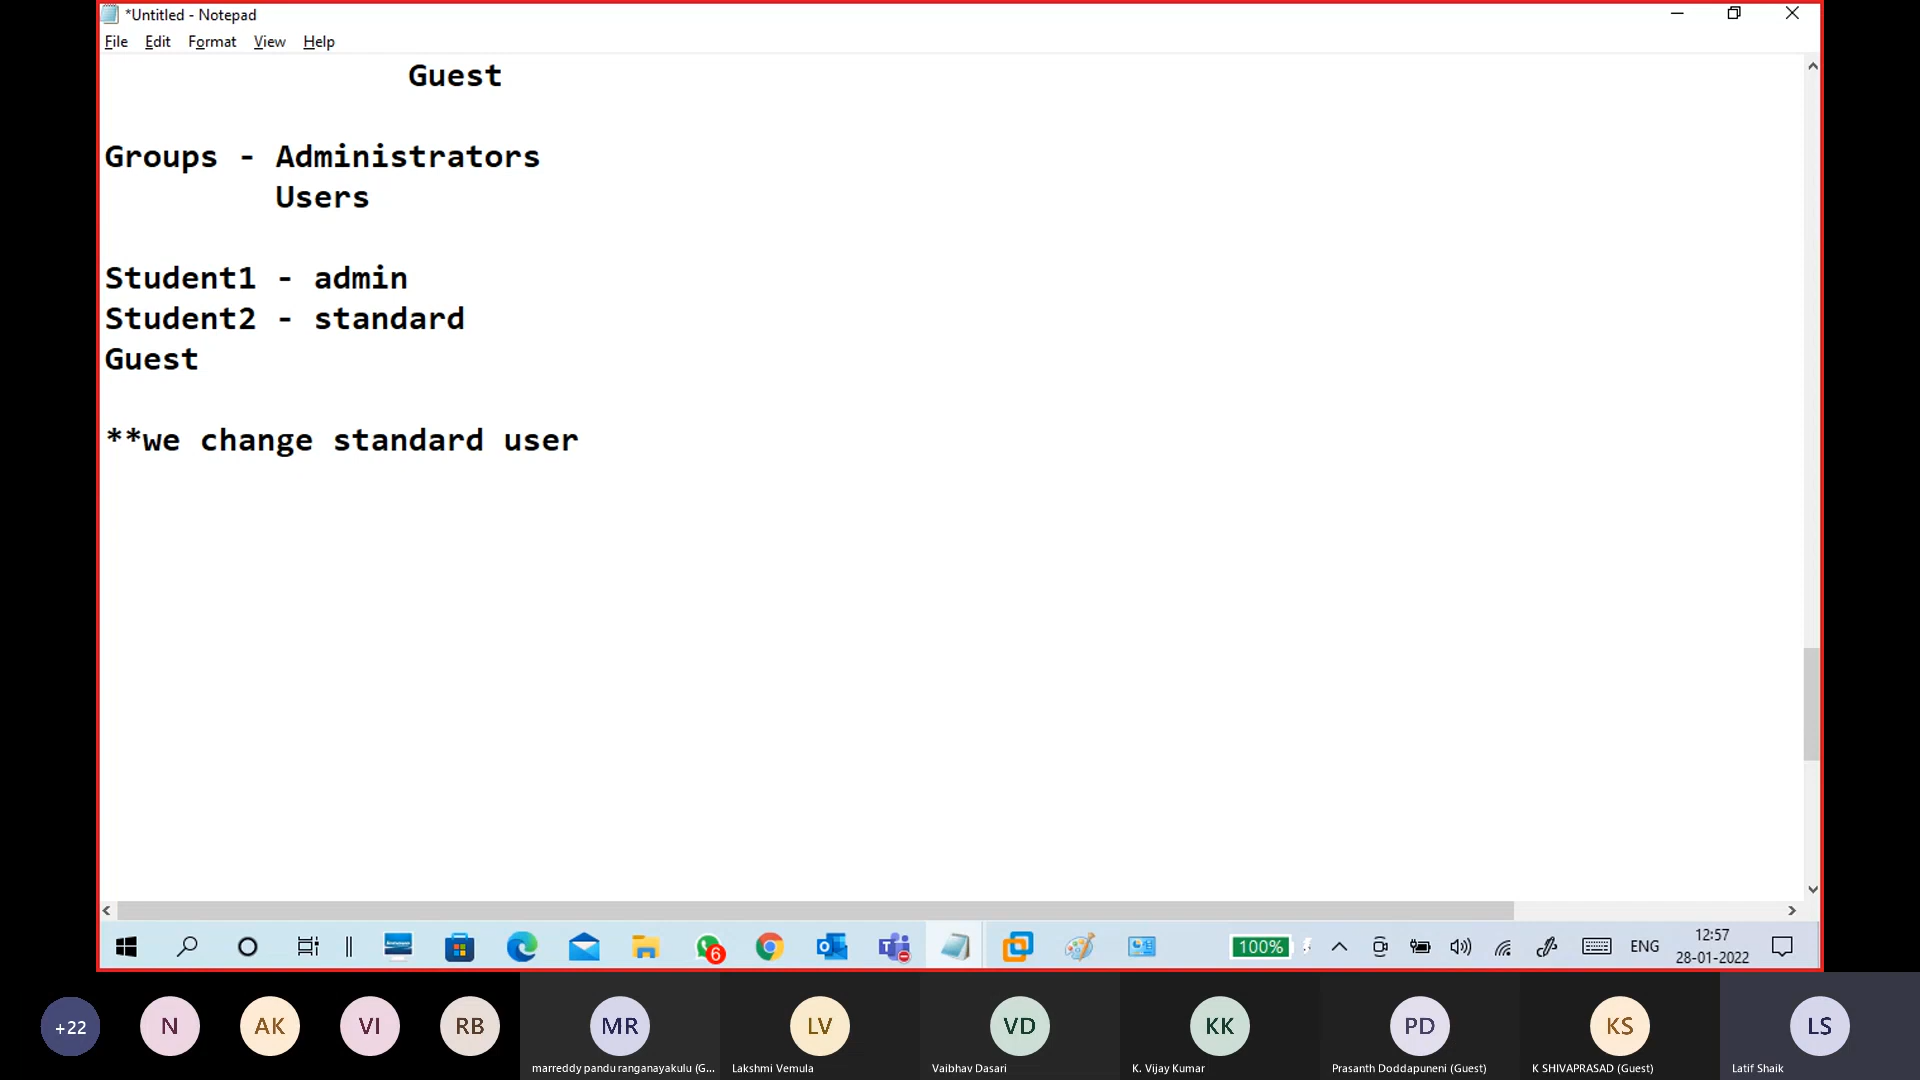 *Untitled - Notepad
File Edit Format View Help
Guest
Groups - Administrators
Users
Student1 - admin
Student2 - standard
Guest
**we change standard user
6
100%
ENG
12:57
28-01-2022
+22
N
AK
VI
RB
MR
LV
VD
KK
PD
KS
LS
marreddy pandu ranganayakulu (G...
Lakshmi Vemula
Vaibhav Dasari
K. Vijay Kumar
Prasanth Doddapuneni (Guest)
K SHIVAPRASAD (Guest)
Latif Shaik